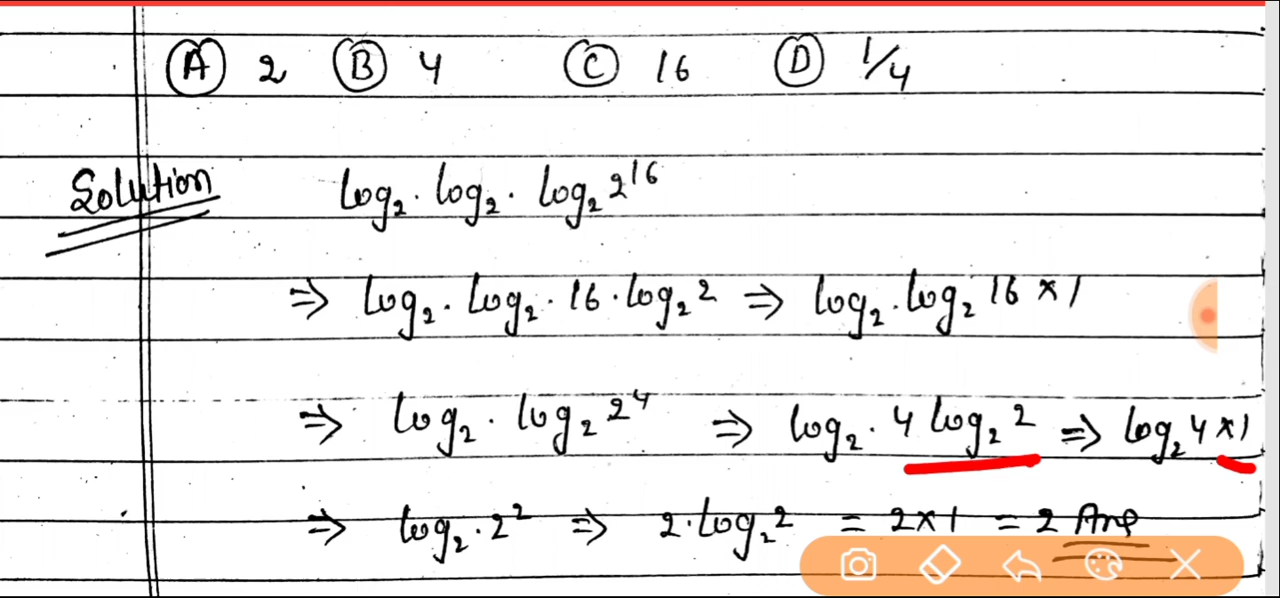 (A) 2 (B) 4 (C) 16 (D) 1/4
Solution log₂. log₂. log₂ 2¹⁶
⇒ log₂. log₂. 16. log₂ 2 ⇒ log₂. log₂ 16 × 1
⇒ log₂. log₂ 2⁴ ⇒ log₂. 4 log₂ 2 ⇒ log₂ 4 × 1
⇒ log₂. 2² ⇒ 2. log₂ 2 = 2 × 1 = 2 Ans